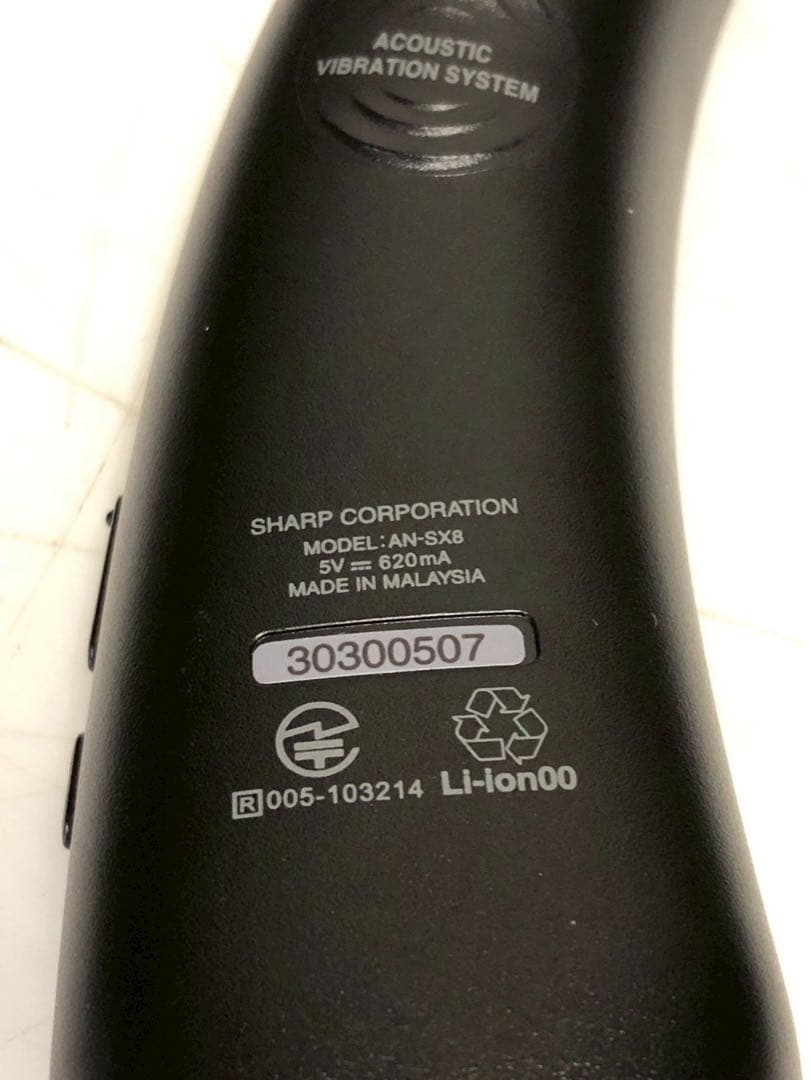 ACOUSTIC
VIBRATION SYSTEM
SHARP CORPORATION
MODEL:AN-SX8
5V ⎓ 620mA
MADE IN MALAYSIA
30300507
R 005-103214 Li-ion00